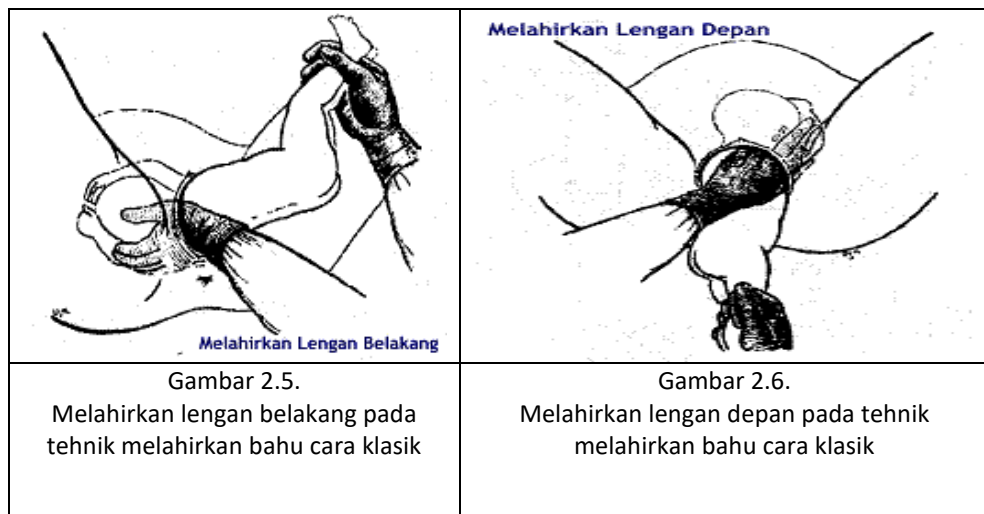 Melahirkan Lengan Belakang
Melahirkan Lengan Depan
Gambar 2.5.
Melahirkan lengan belakang pada
tehnik melahirkan bahu cara klasik
Gambar 2.6.
Melahirkan lengan depan pada tehnik
melahirkan bahu cara klasik